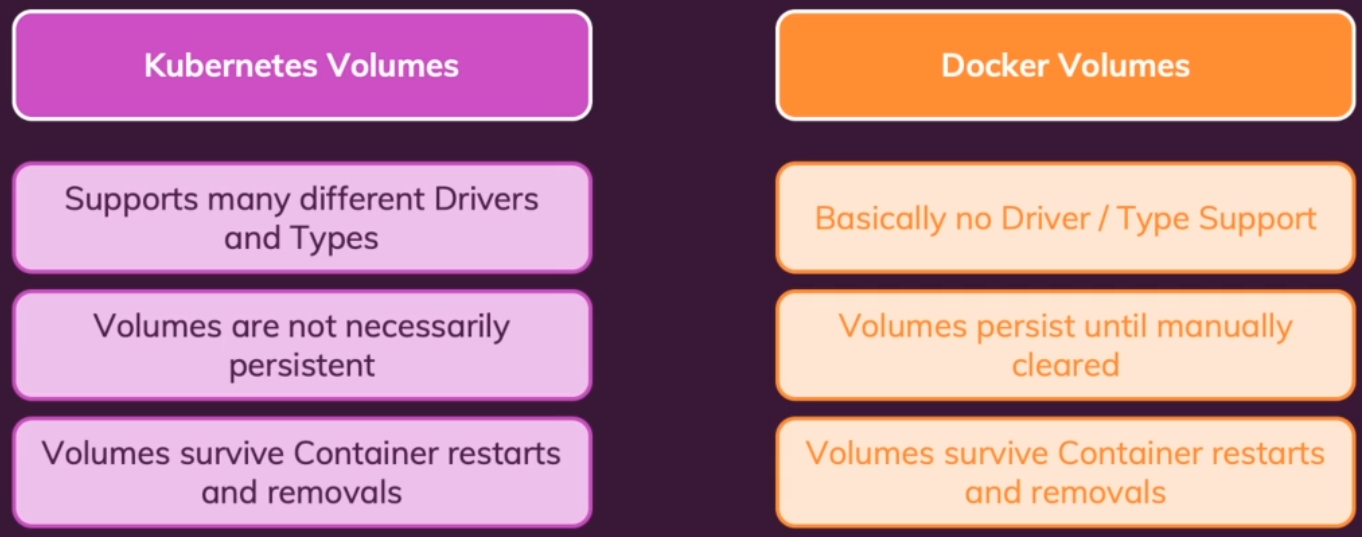 Kubernetes Volumes
Docker Volumes
Supports many different Drivers
and Types
Basically no Driver / Type Support
Volumes are not necessarily
persistent
Volumes persist until manually
cleared
Volumes survive Container restarts
and removals
Volumes survive Container restarts
and removals